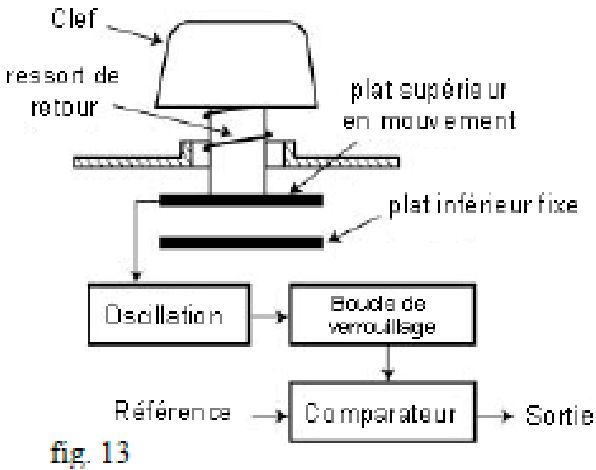 Clef
ressort de
retour
plat supérieur
en mouvement
plat inférieur fixe
Oscillation
Boucle de
verrouillage
Référence
Comparateur
Sortie
fig. 13